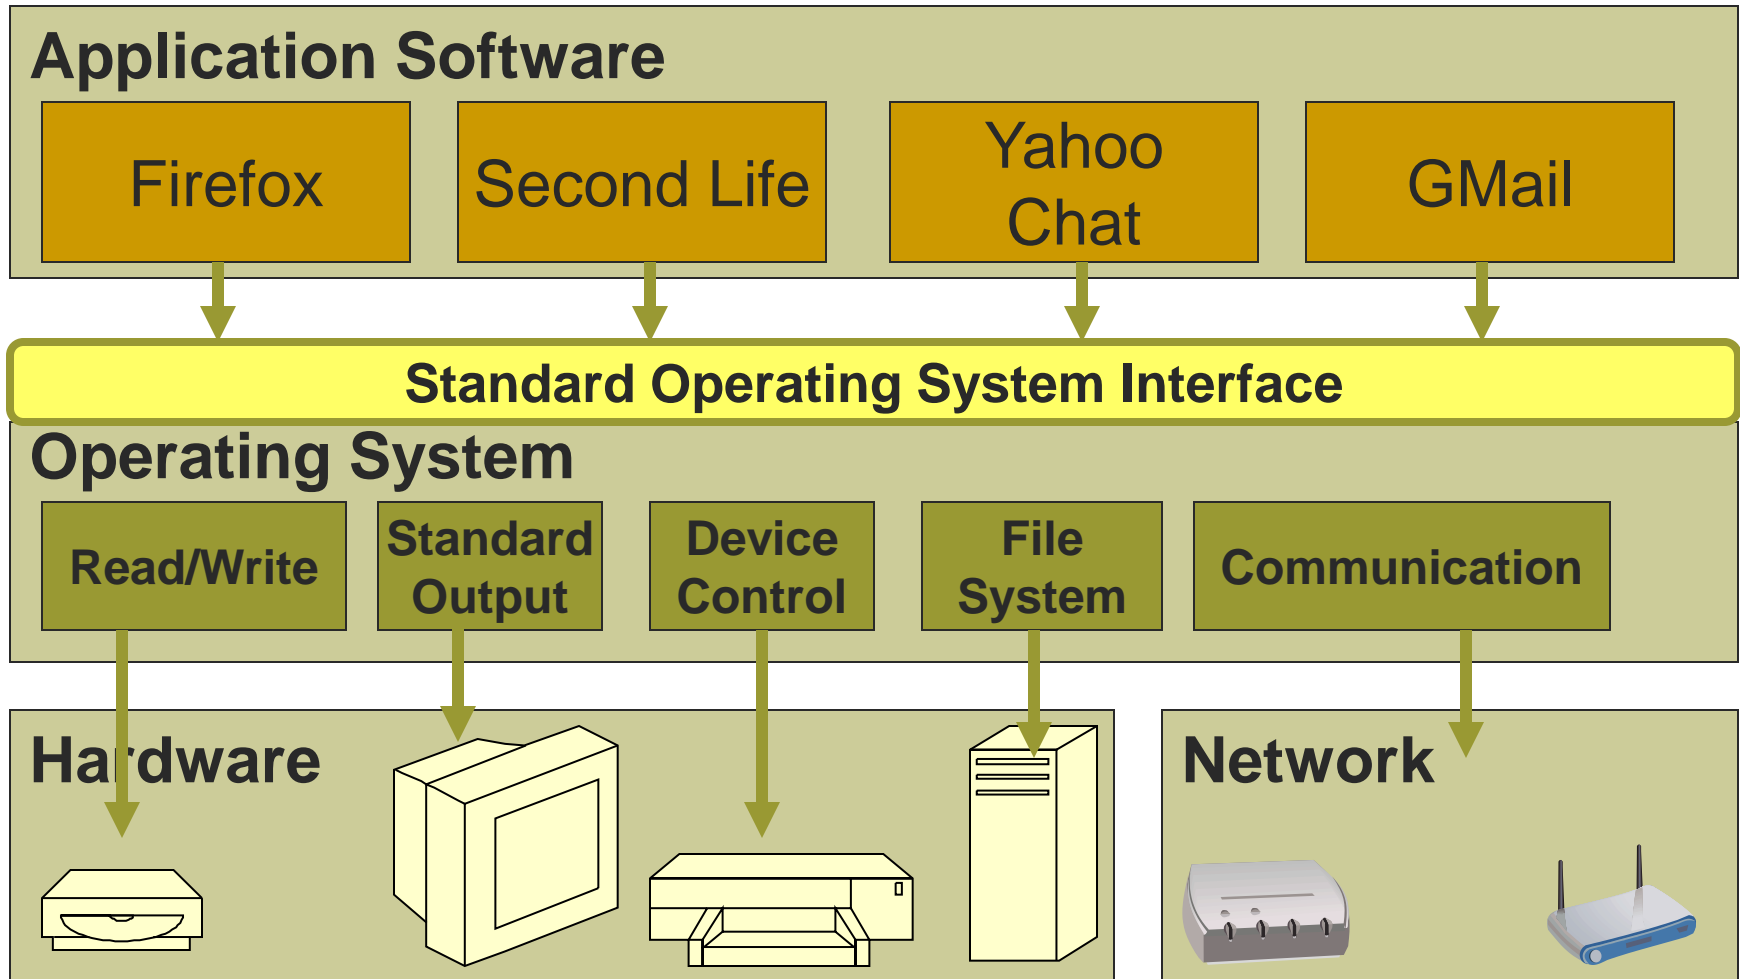 Application Software
Firefox
Second Life
Yahoo
Chat
GMail
Standard Operating System Interface
Operating System
Read/Write
Standard
Output
Device
Control
File
System
Communication
Hardware
Network